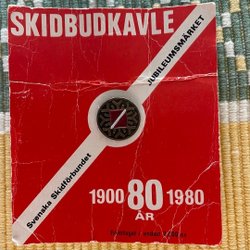 SKIDBUDKAVLE
JUBILEUMSMÄRKET
Svenska Skidförbundet
1900 80 1980
ÅR